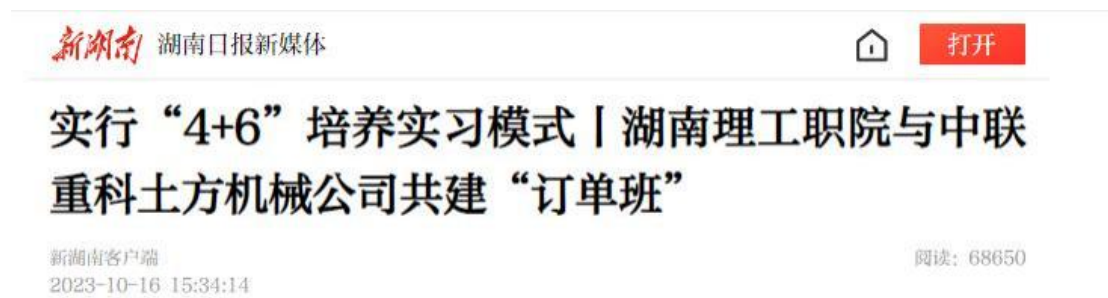 新湖南 湖南日报新媒体 打开
实行“4+6”培养实习模式丨湖南理工职院与中联
重科土方机械公司共建“订单班”
新湖南客户端 阅读：68650
2023-10-16 15:34:14